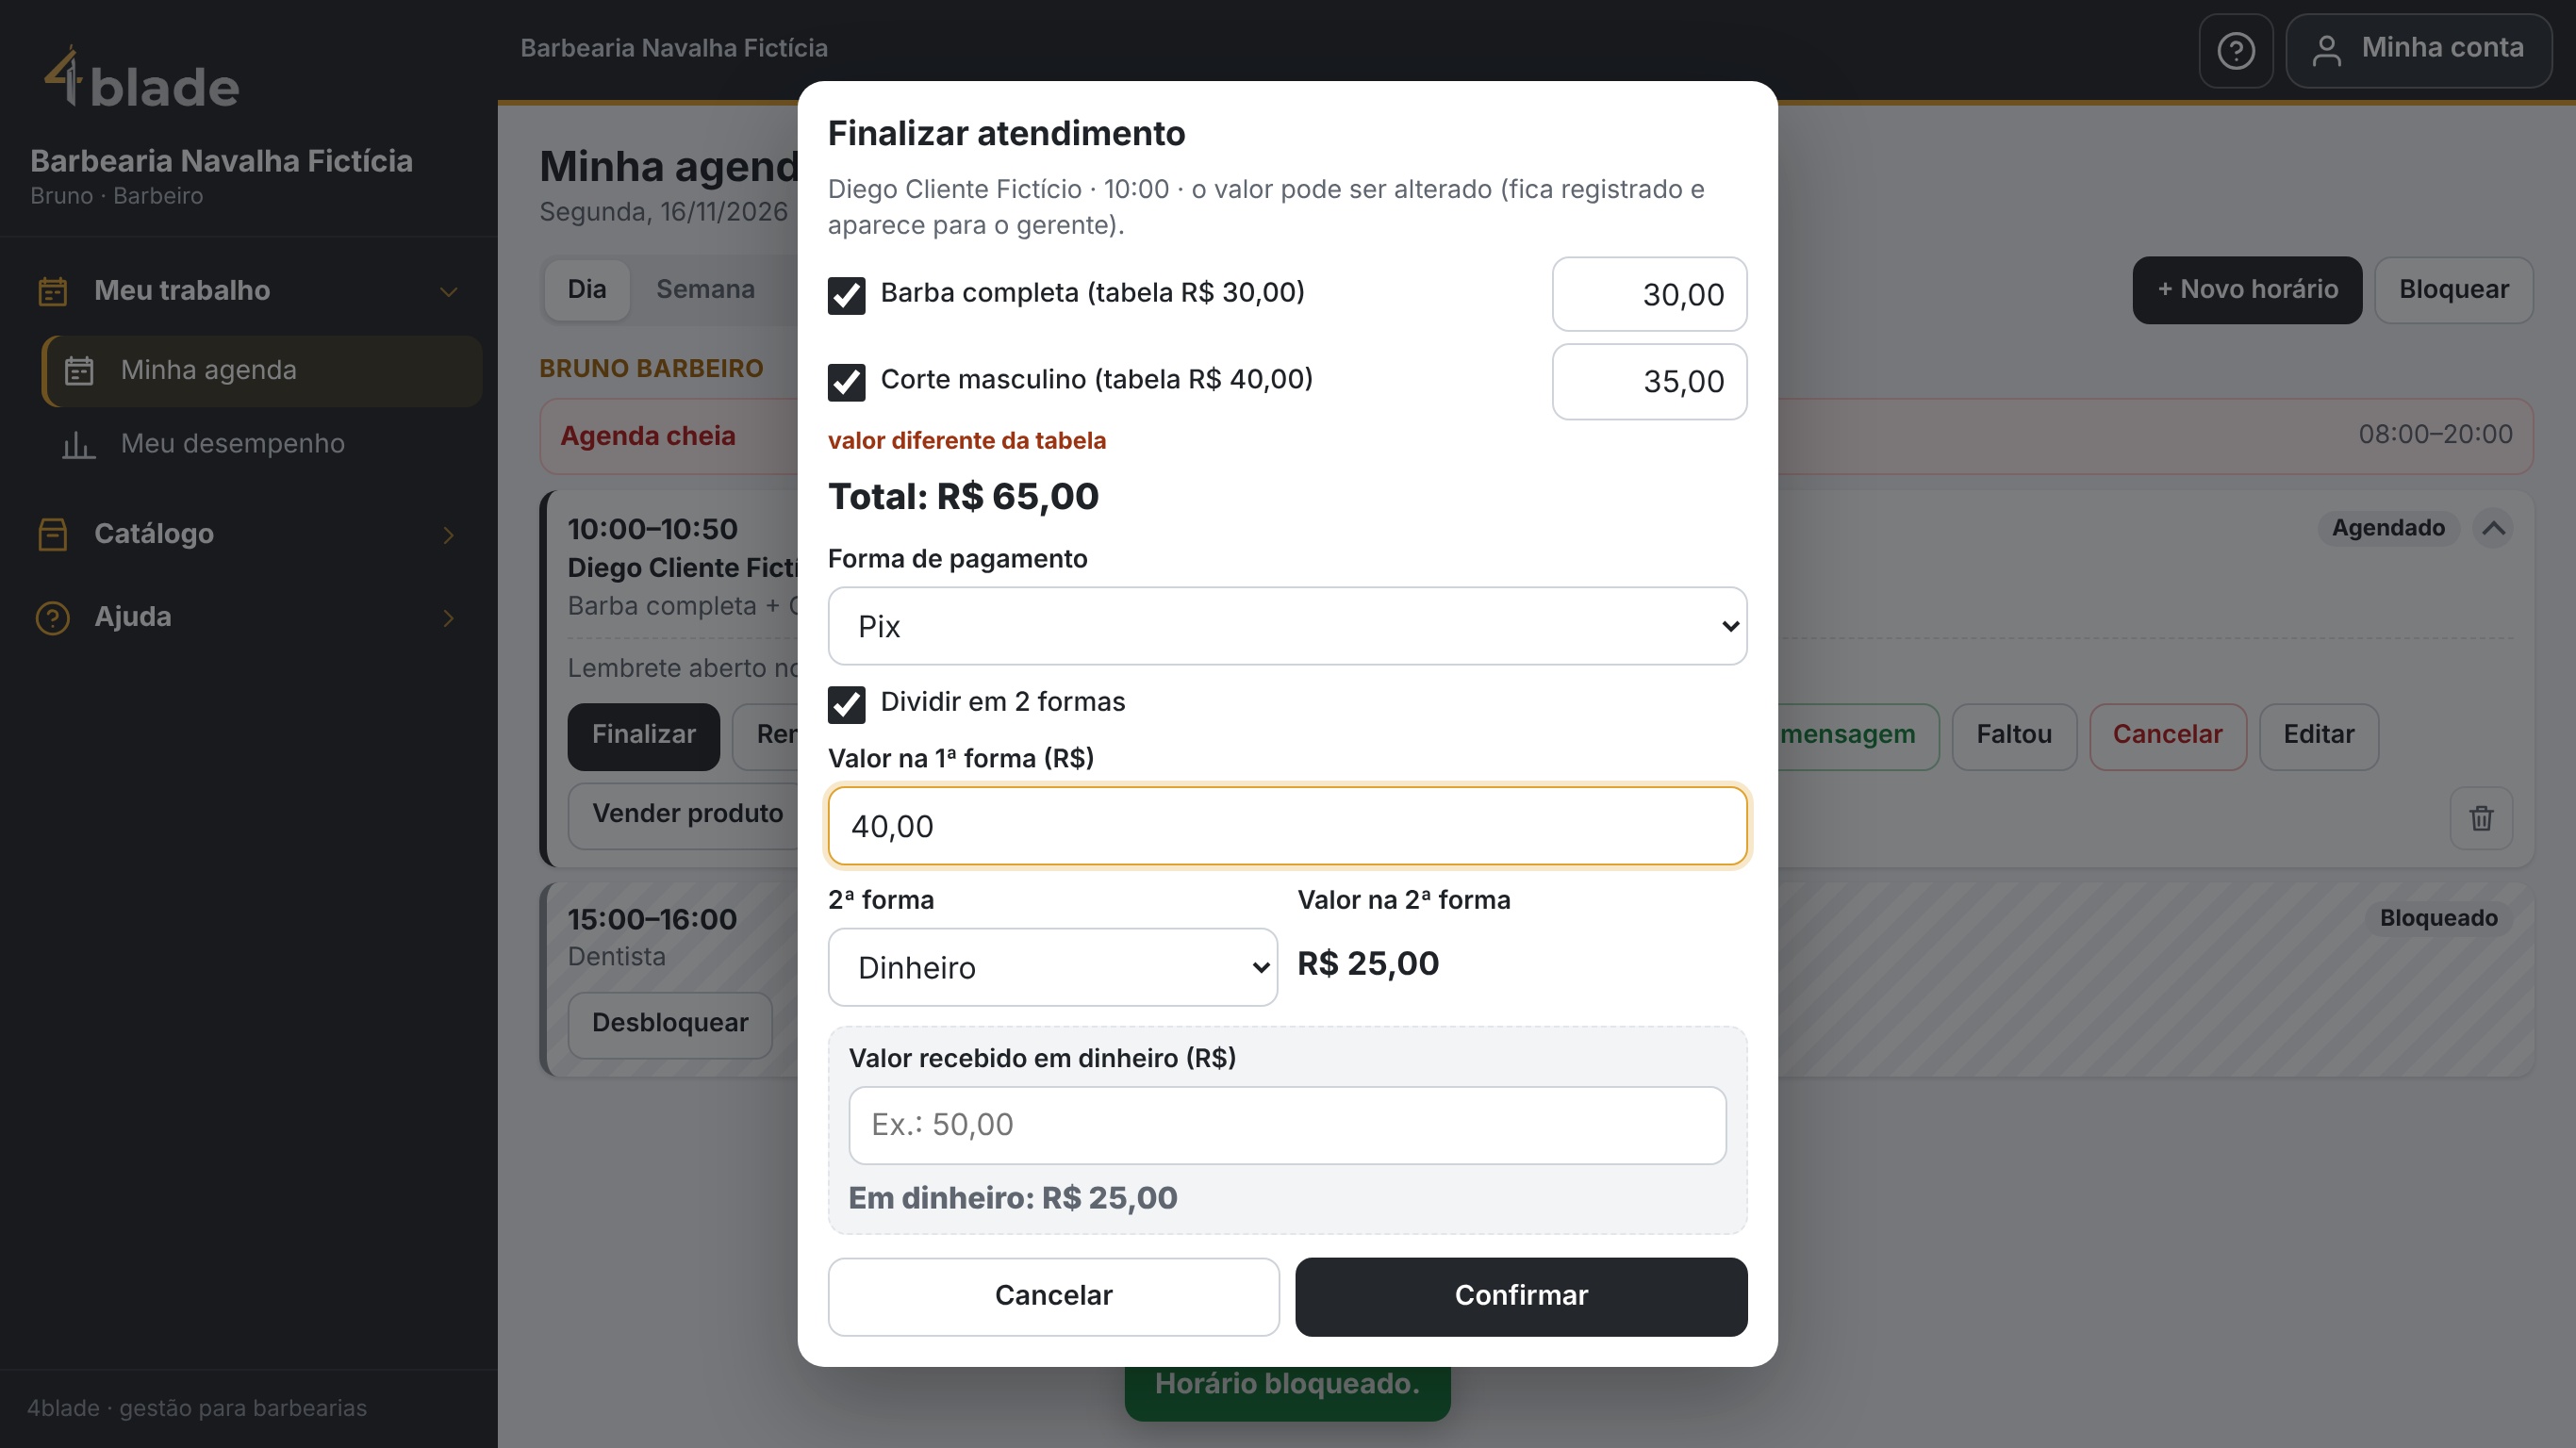 4blade
Barbearia Navalha Fictícia
Bruno · Barbeiro
Meu trabalho
Minha agenda
Meu desempenho
Catálogo
Ajuda
4blade · gestão para barbearias
Barbearia Navalha Fictícia
Minha conta
Segunda, 16/11/2026
Dia
Semana
+ Novo horário
Bloquear
BRUNO BARBEIRO
Agenda cheia
08:00–20:00
10:00–10:50
Agendado
Diego Cliente
Barba completa +
Lembrete aberto
Finalizar
mensagem
Faltou
Cancelar
Editar
Vender produto
15:00–16:00
Bloqueado
Dentista
Desbloquear
Finalizar atendimento
Diego Cliente Fictício · 10:00 · o valor pode ser alterado (fica registrado e
aparece para o gerente).
Barba completa (tabela R$ 30,00)
30,00
Corte masculino (tabela R$ 40,00)
35,00
valor diferente da tabela
Total: R$ 65,00
Forma de pagamento
Pix
Dividir em 2 formas
Valor na 1ª forma (R$)
40,00
2ª forma
Valor na 2ª forma
Dinheiro
R$ 25,00
Valor recebido em dinheiro (R$)
Ex.: 50,00
Em dinheiro: R$ 25,00
Cancelar
Confirmar
Horário bloqueado.